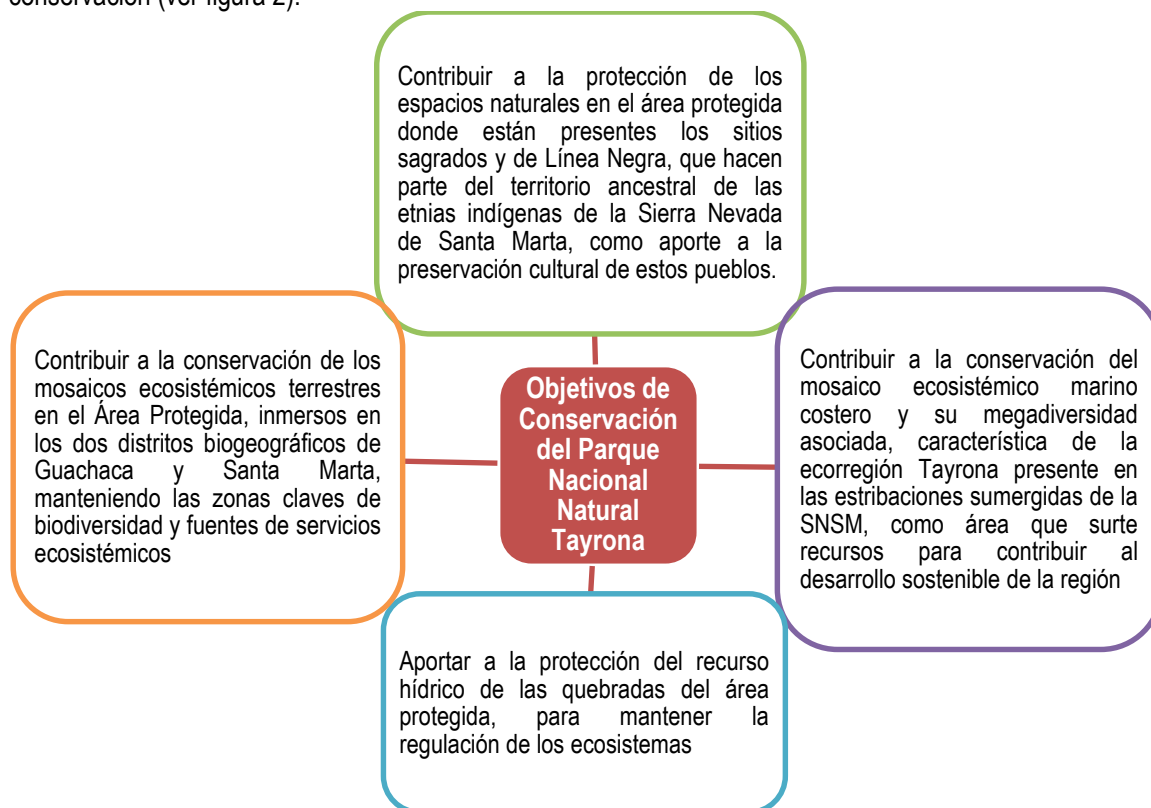 conservación (ver figura 2).
Contribuir a la protección de los
espacios naturales en el área protegida
donde están presentes los sitios
sagrados y de Línea Negra, que hacen
parte del territorio ancestral de las
etnias indígenas de la Sierra Nevada
de Santa Marta, como aporte a la
preservación cultural de estos pueblos.
Contribuir a la conservación de los
mosaicos ecosistémicos terrestres
en el Área Protegida, inmersos en
los dos distritos biogeográficos de
Guachaca y Santa Marta,
manteniendo las zonas claves de
biodiversidad y fuentes de servicios
ecosistémicos
Objetivos de
Conservación
del Parque
Nacional
Natural
Tayrona
Contribuir a la conservación del
mosaico ecosistémico marino
costero y su megadiversidad
asociada, característica de la
ecorregión Tayrona presente en
las estribaciones sumergidas de la
SNSM, como área que surte
recursos para contribuir al
desarrollo sostenible de la región
Aportar a la protección del recurso
hídrico de las quebradas del área
protegida, para mantener la
regulación de los ecosistemas